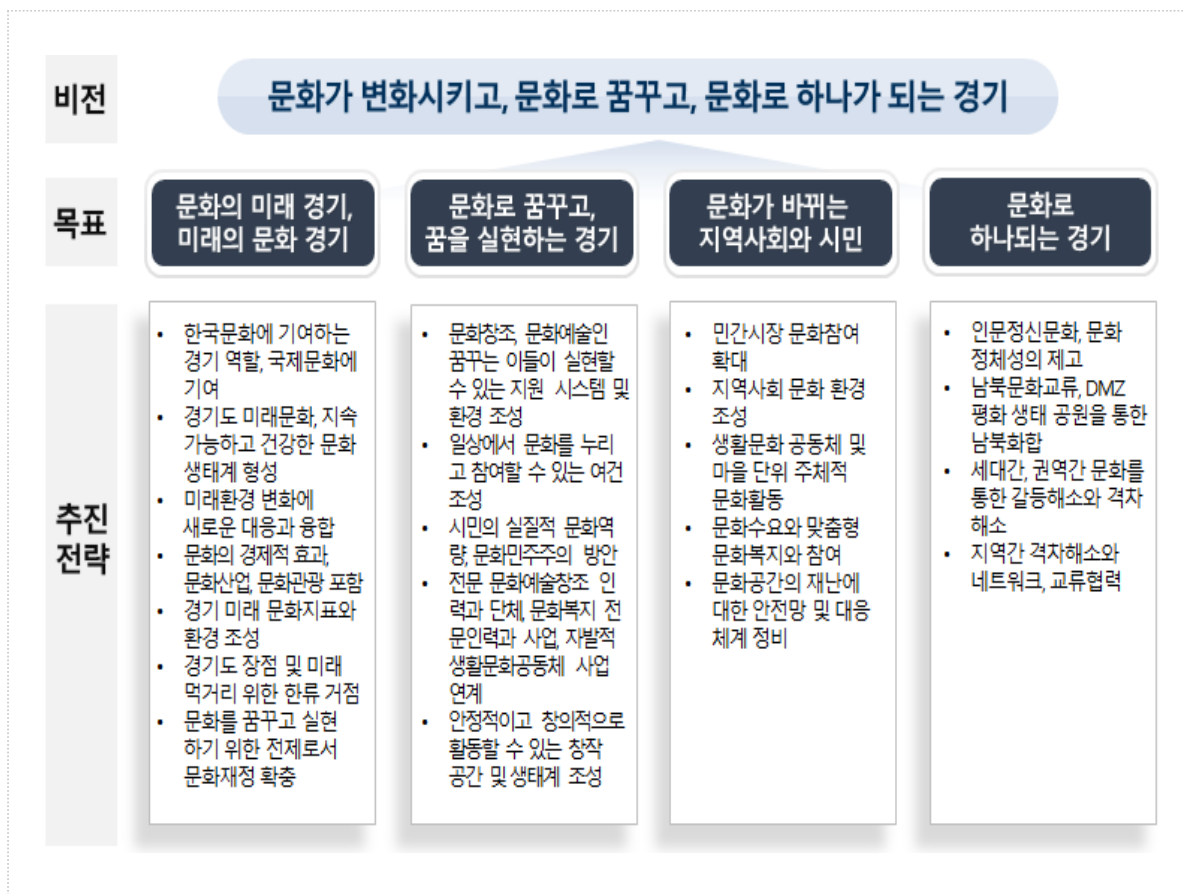 비전
문화가 변화시키고, 문화로 꿈꾸고, 문화로 하나가 되는 경기
목표
문화의 미래 경기,
미래의 문화 경기
문화로 꿈꾸고,
꿈을 실현하는 경기
문화가 바뀌는
지역사회와 시민
문화로
하나되는 경기
추진
전략
• 한국문화에 기여하는
경기 역할, 국제문화에
기여
• 경기도 미래문화, 지속
가능하고 건강한 문화
생태계 형성
• 미래환경 변화에
새로운 대응과 융합
• 문화의 경제적 효과,
문화산업, 문화관광 포함
• 경기 미래 문화지표와
환경 조성
• 경기도 장점 및 미래
먹거리 위한 한류 거점
• 문화를 꿈꾸고 실현
하기 위한 전제로서
문화재정 확충
• 문화창조, 문화예술인
꿈꾸는 이들이 실현할
수 있는 지원 시스템 및
환경 조성
• 일상에서 문화를 누리
고 참여할 수 있는 여건
조성
• 시민의 실질적 문화역
량, 문화민주주의 방안
• 전문 문화예술창조 인
력과 단체, 문화복지 전
문인력과 사업, 자발적
생활문화공동체 사업
연계
• 안정적이고 창의적으로
활동할 수 있는 창작
공간 및 생태계 조성
• 민간시장 문화참여
확대
• 지역사회 문화 환경
조성
• 생활문화 공동체 및
마을 단위 주체적
문화활동
• 문화수요와 맞춤형
문화복지와 참여
• 문화공간의 재난에
대한 안전망 및 대응
체계 정비
• 인문정신문화, 문화
정체성의 제고
• 남북문화교류, DMZ
평화 생태 공원을 통한
남북화합
• 세대간, 권역간 문화를
통한 갈등해소와 격차
해소
• 지역간 격차해소와
네트워크, 교류협력